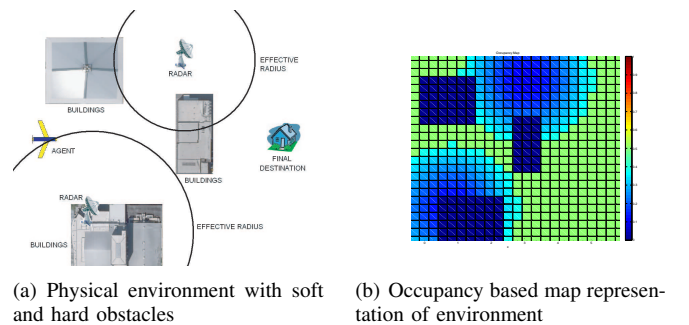 Occupancy Map
RADAR
EFFECTIVE
RADIUS
BUILDINGS
AGENT
FINAL
DESTINATION
BUILDINGS
RADAR
EFFECTIVE RADIUS
BUILDINGS
(a) Physical environment with soft
and hard obstacles
(b) Occupancy based map represen-
tation of environment